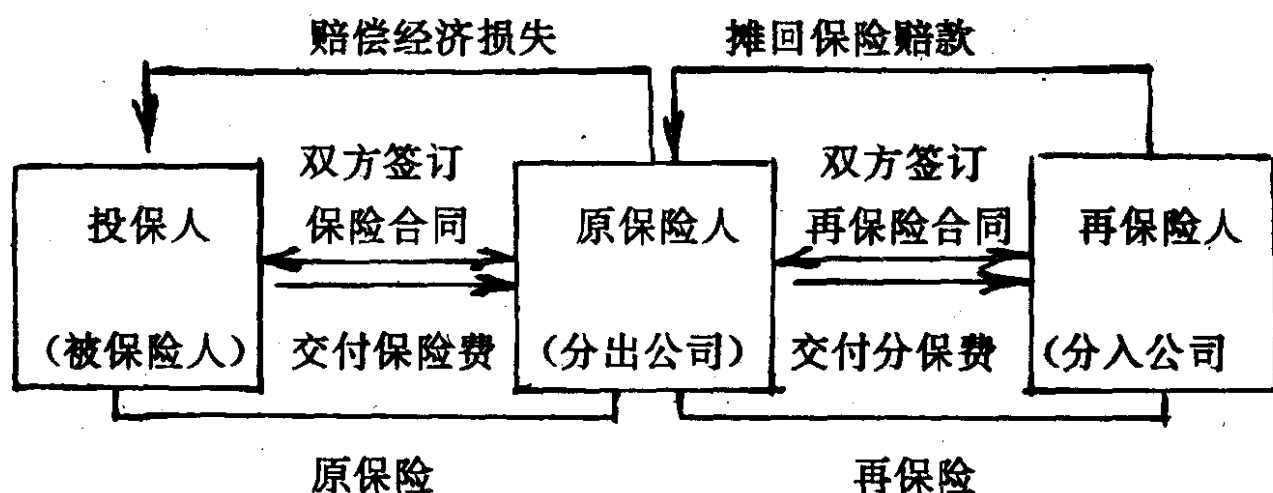 赔偿经济损失 摊回保险赔款
双方签订 双方签订
投保人 保险合同 原保险人 再保险合同 再保险人
(被保险人) 交付保险费 (分出公司) 交付分保费 (分入公司
原保险 再保险